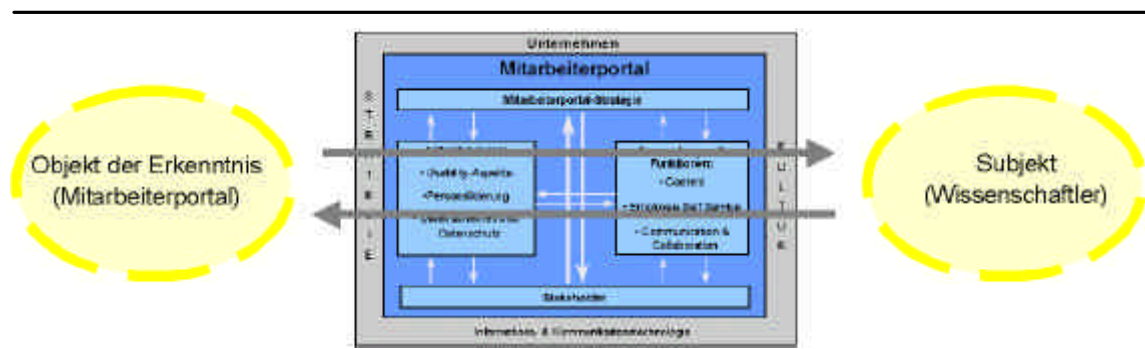 Unternehmen
Mitarbeiterportal
Mitarbeiterportal-Strategie
Objekt der Erkenntnis
(Mitarbeiterportal)
• Usability-Aspekte
•Personalisierung
Datenschutz
Funktionen:
• Content
• Employee Self Service
• Communication &
Collaboration
KULTUR
Subjekt
(Wissenschaftler)
Stakeholder
Informations- & Kommunikationstechnologie